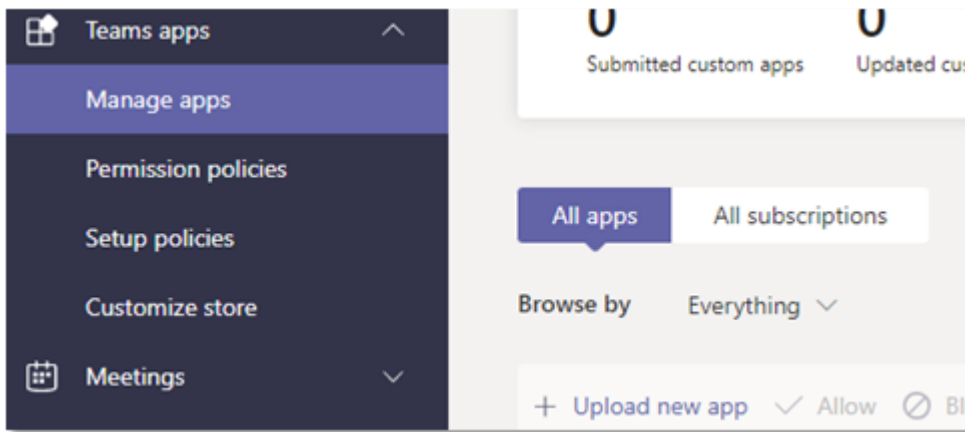 Teams apps
Manage apps
Permission policies
Setup policies
Customize store
Meetings
0 0
Submitted custom apps Updated
All apps All subscriptions
Browse by Everything
+ Upload new app Allow